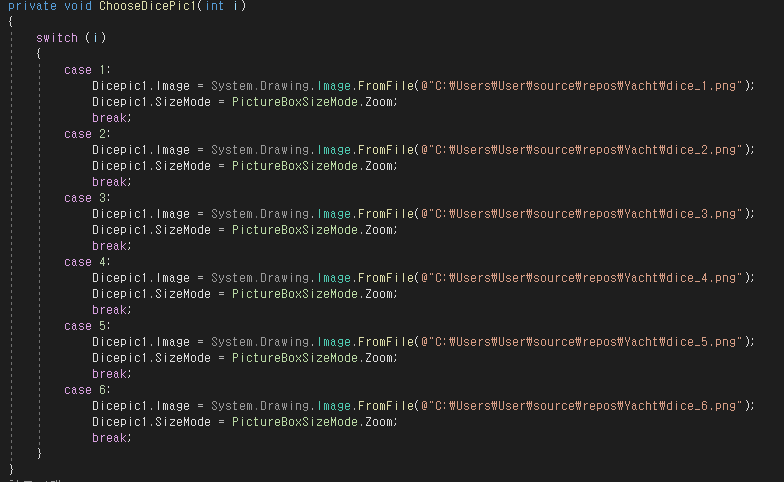 private void ChooseDicePic1(int i)
{
switch (i)
{
case 1:
Dicepic1.Image = System.Drawing.Image.FromFile(@"C:₩Users₩User₩source₩repos₩Yacht₩dice_1.png");
Dicepic1.SizeMode = PictureBoxSizeMode.Zoom;
break;
case 2:
Dicepic1.Image = System.Drawing.Image.FromFile(@"C:₩Users₩User₩source₩repos₩Yacht₩dice_2.png");
Dicepic1.SizeMode = PictureBoxSizeMode.Zoom;
break;
case 3:
Dicepic1.Image = System.Drawing.Image.FromFile(@"C:₩Users₩User₩source₩repos₩Yacht₩dice_3.png");
Dicepic1.SizeMode = PictureBoxSizeMode.Zoom;
break;
case 4:
Dicepic1.Image = System.Drawing.Image.FromFile(@"C:₩Users₩User₩source₩repos₩Yacht₩dice_4.png");
Dicepic1.SizeMode = PictureBoxSizeMode.Zoom;
break;
case 5:
Dicepic1.Image = System.Drawing.Image.FromFile(@"C:₩Users₩User₩source₩repos₩Yacht₩dice_5.png");
Dicepic1.SizeMode = PictureBoxSizeMode.Zoom;
break;
case 6:
Dicepic1.Image = System.Drawing.Image.FromFile(@"C:₩Users₩User₩source₩repos₩Yacht₩dice_6.png");
Dicepic1.SizeMode = PictureBoxSizeMode.Zoom;
break;
}
}